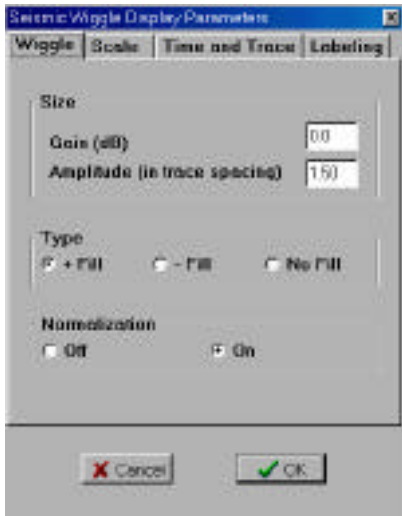 Seismic Wiggle Display Parameters
Wiggle Scale Time and Trace Labeling
Size
Gain (dB) 0.0
Amplitude (in trace spacing) 1.50
Type
+ Fill - Fill No Fill
Normalization
Off On
Cancel OK